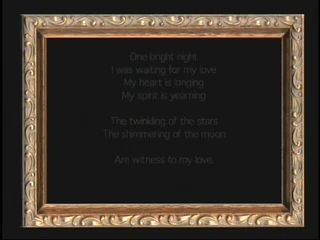 One bright night
I was waiting for my love
My heart is longing
My spirit is yearning
The twinkling of the stars
The shimmering of the moon
Are witness to my love.